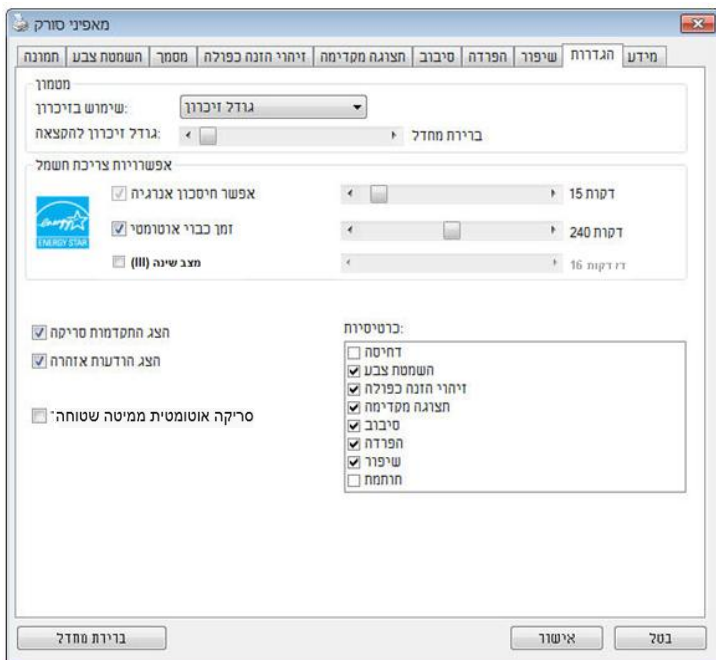 מאפיני סורק
תמונה
השמטת צבע
מסמך
זיהוי הזנה כפולה
תצוגה מקדימה
סיבוב
הפרדה
שיפור
הגדרות
מידע
מטמון
שימוש בזיכרון:
גודל זיכרון
גודל זיכרון להקצאה:
ברירת מחדל
אפשרויות צריכת חשמל
energy
ENERGY STAR
אפשר חיסכון אנרגיה
15 דקות
זמן כבוי אוטומטי
240 דקות
מצב שינה (III)
16 דקות
הצג התקדמות סריקה
הצג הודעות אזהרה
סריקה אוטומטית ממיטה שטוחה־
כרטיסיות:
דחיסה
השמטת צבע
זיהוי הזנה כפולה
תצוגה מקדימה
סיבוב
הפרדה
שיפור
חותמת
ברירת מחדל
אישור
בטל